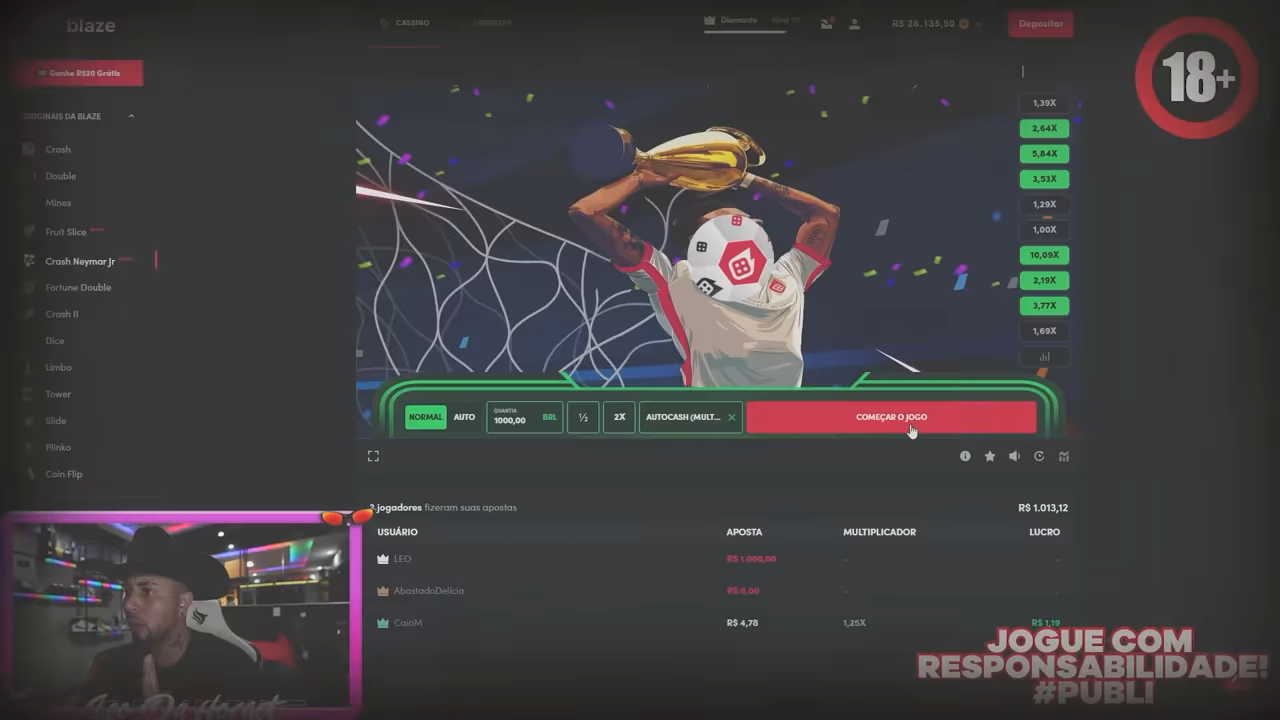 blaze
CASSINO
Diamante
R$ 26.135,50
Depositar
18+
Ganhe R$20 Grátis
ORIGINAIS DA BLAZE
Crash
Double
Mines
Fruit Slice
Crash Neymar Jr
Fortune Double
Crash II
Dice
Limbo
Tower
Slide
Plinko
Coin Flip
1,39X
2,64X
5,84X
3,53X
1,29X
1,00X
10,09X
2,19X
3,77X
1,69X
NORMAL
AUTO
QUANTIA
1000,00
BRL
½
2X
AUTOCASH (MULT...
COMEÇAR O JOGO
jogadores fizeram suas apostas
R$ 1.013,12
USUÁRIO APOSTA MULTIPLICADOR LUCRO
LEO R$ 1.000,00 - -
AbastadoDelícia R$ 8,00 - -
CaioM R$ 4,78 1,25X R$ 1,19
JOGUE COM
RESPONSABILIDADE!
#PUBLI